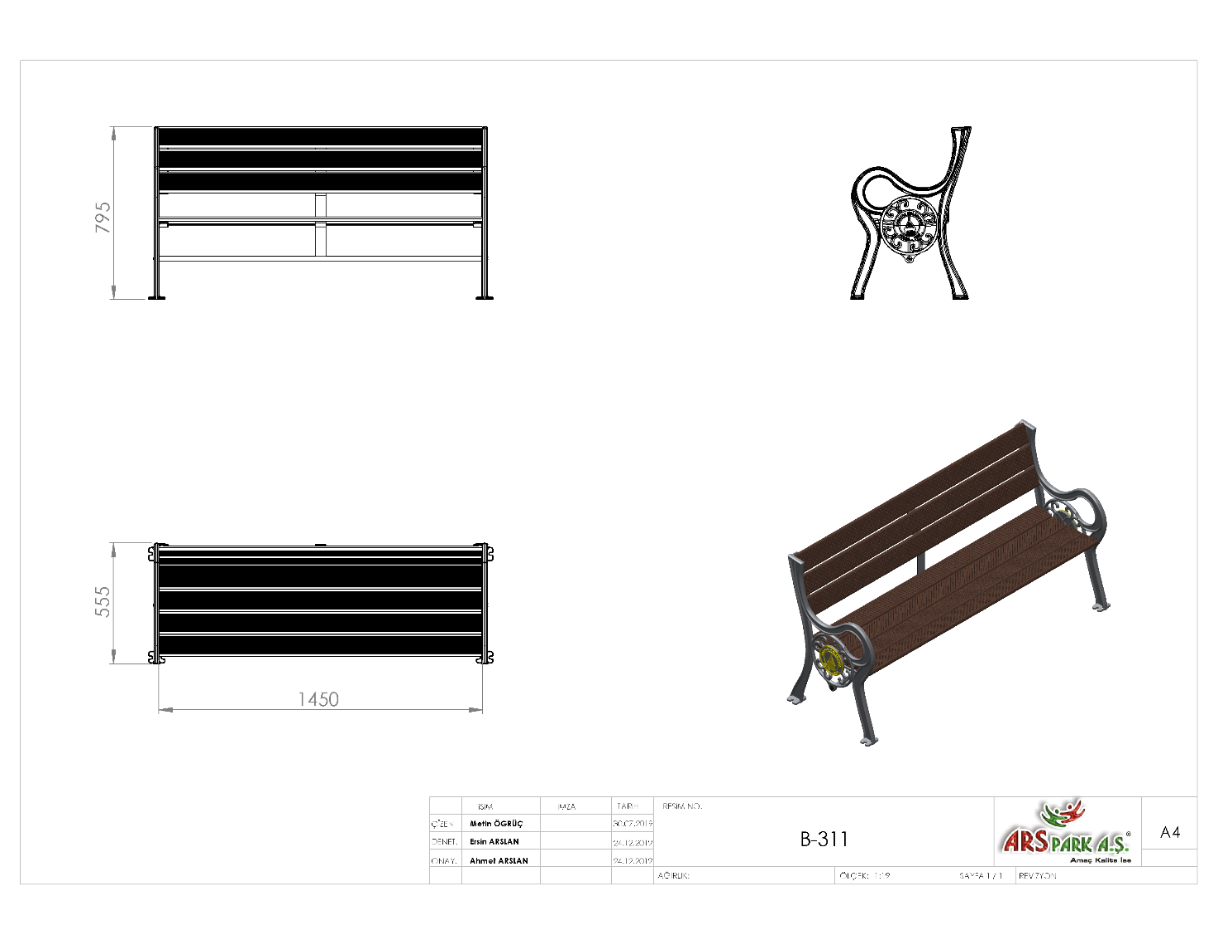 795
555
1450
İSİM İMZA TARİH RESİM NO.
ÇİZEN Metin ÖGRÜÇ 30.07.2019
DENET. Ersin ARSLAN 24.12.2019
ONAY. Ahmet ARSLAN 24.12.2019
B-311
ARS PARK A.Ş.®
Amaç Kalite İse
A4
AĞIRLIK: ÖLÇEK: 1:19 SAYFA 1 / 1 REVİZYON